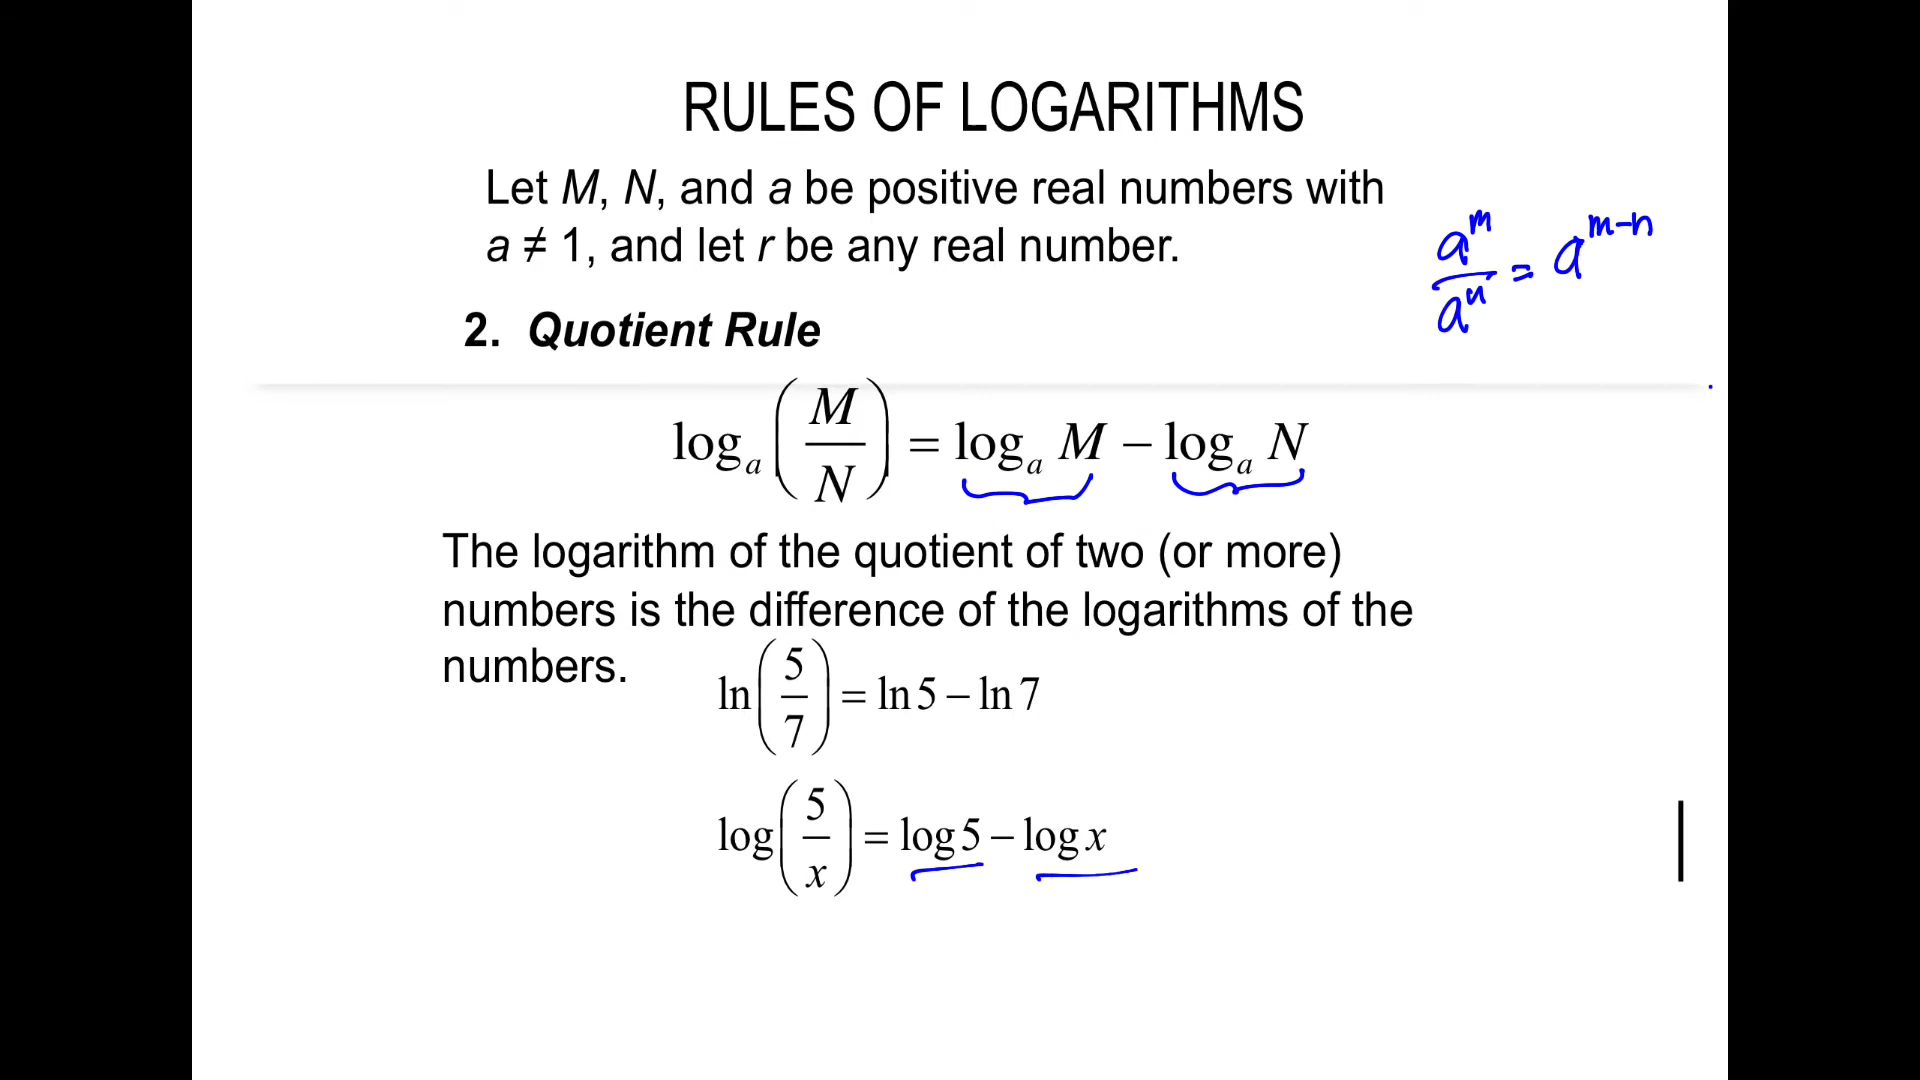 RULES OF LOGARITHMS
Let M, N, and a be positive real numbers with
a ≠ 1, and let r be any real number.
a^m / a^n = a^(m-n)
2. Quotient Rule
log_a (M/N) = log_a M − log_a N
The logarithm of the quotient of two (or more)
numbers is the difference of the logarithms of the
numbers.
ln(5/7) = ln 5 − ln 7
log(5/x) = log 5 − log x